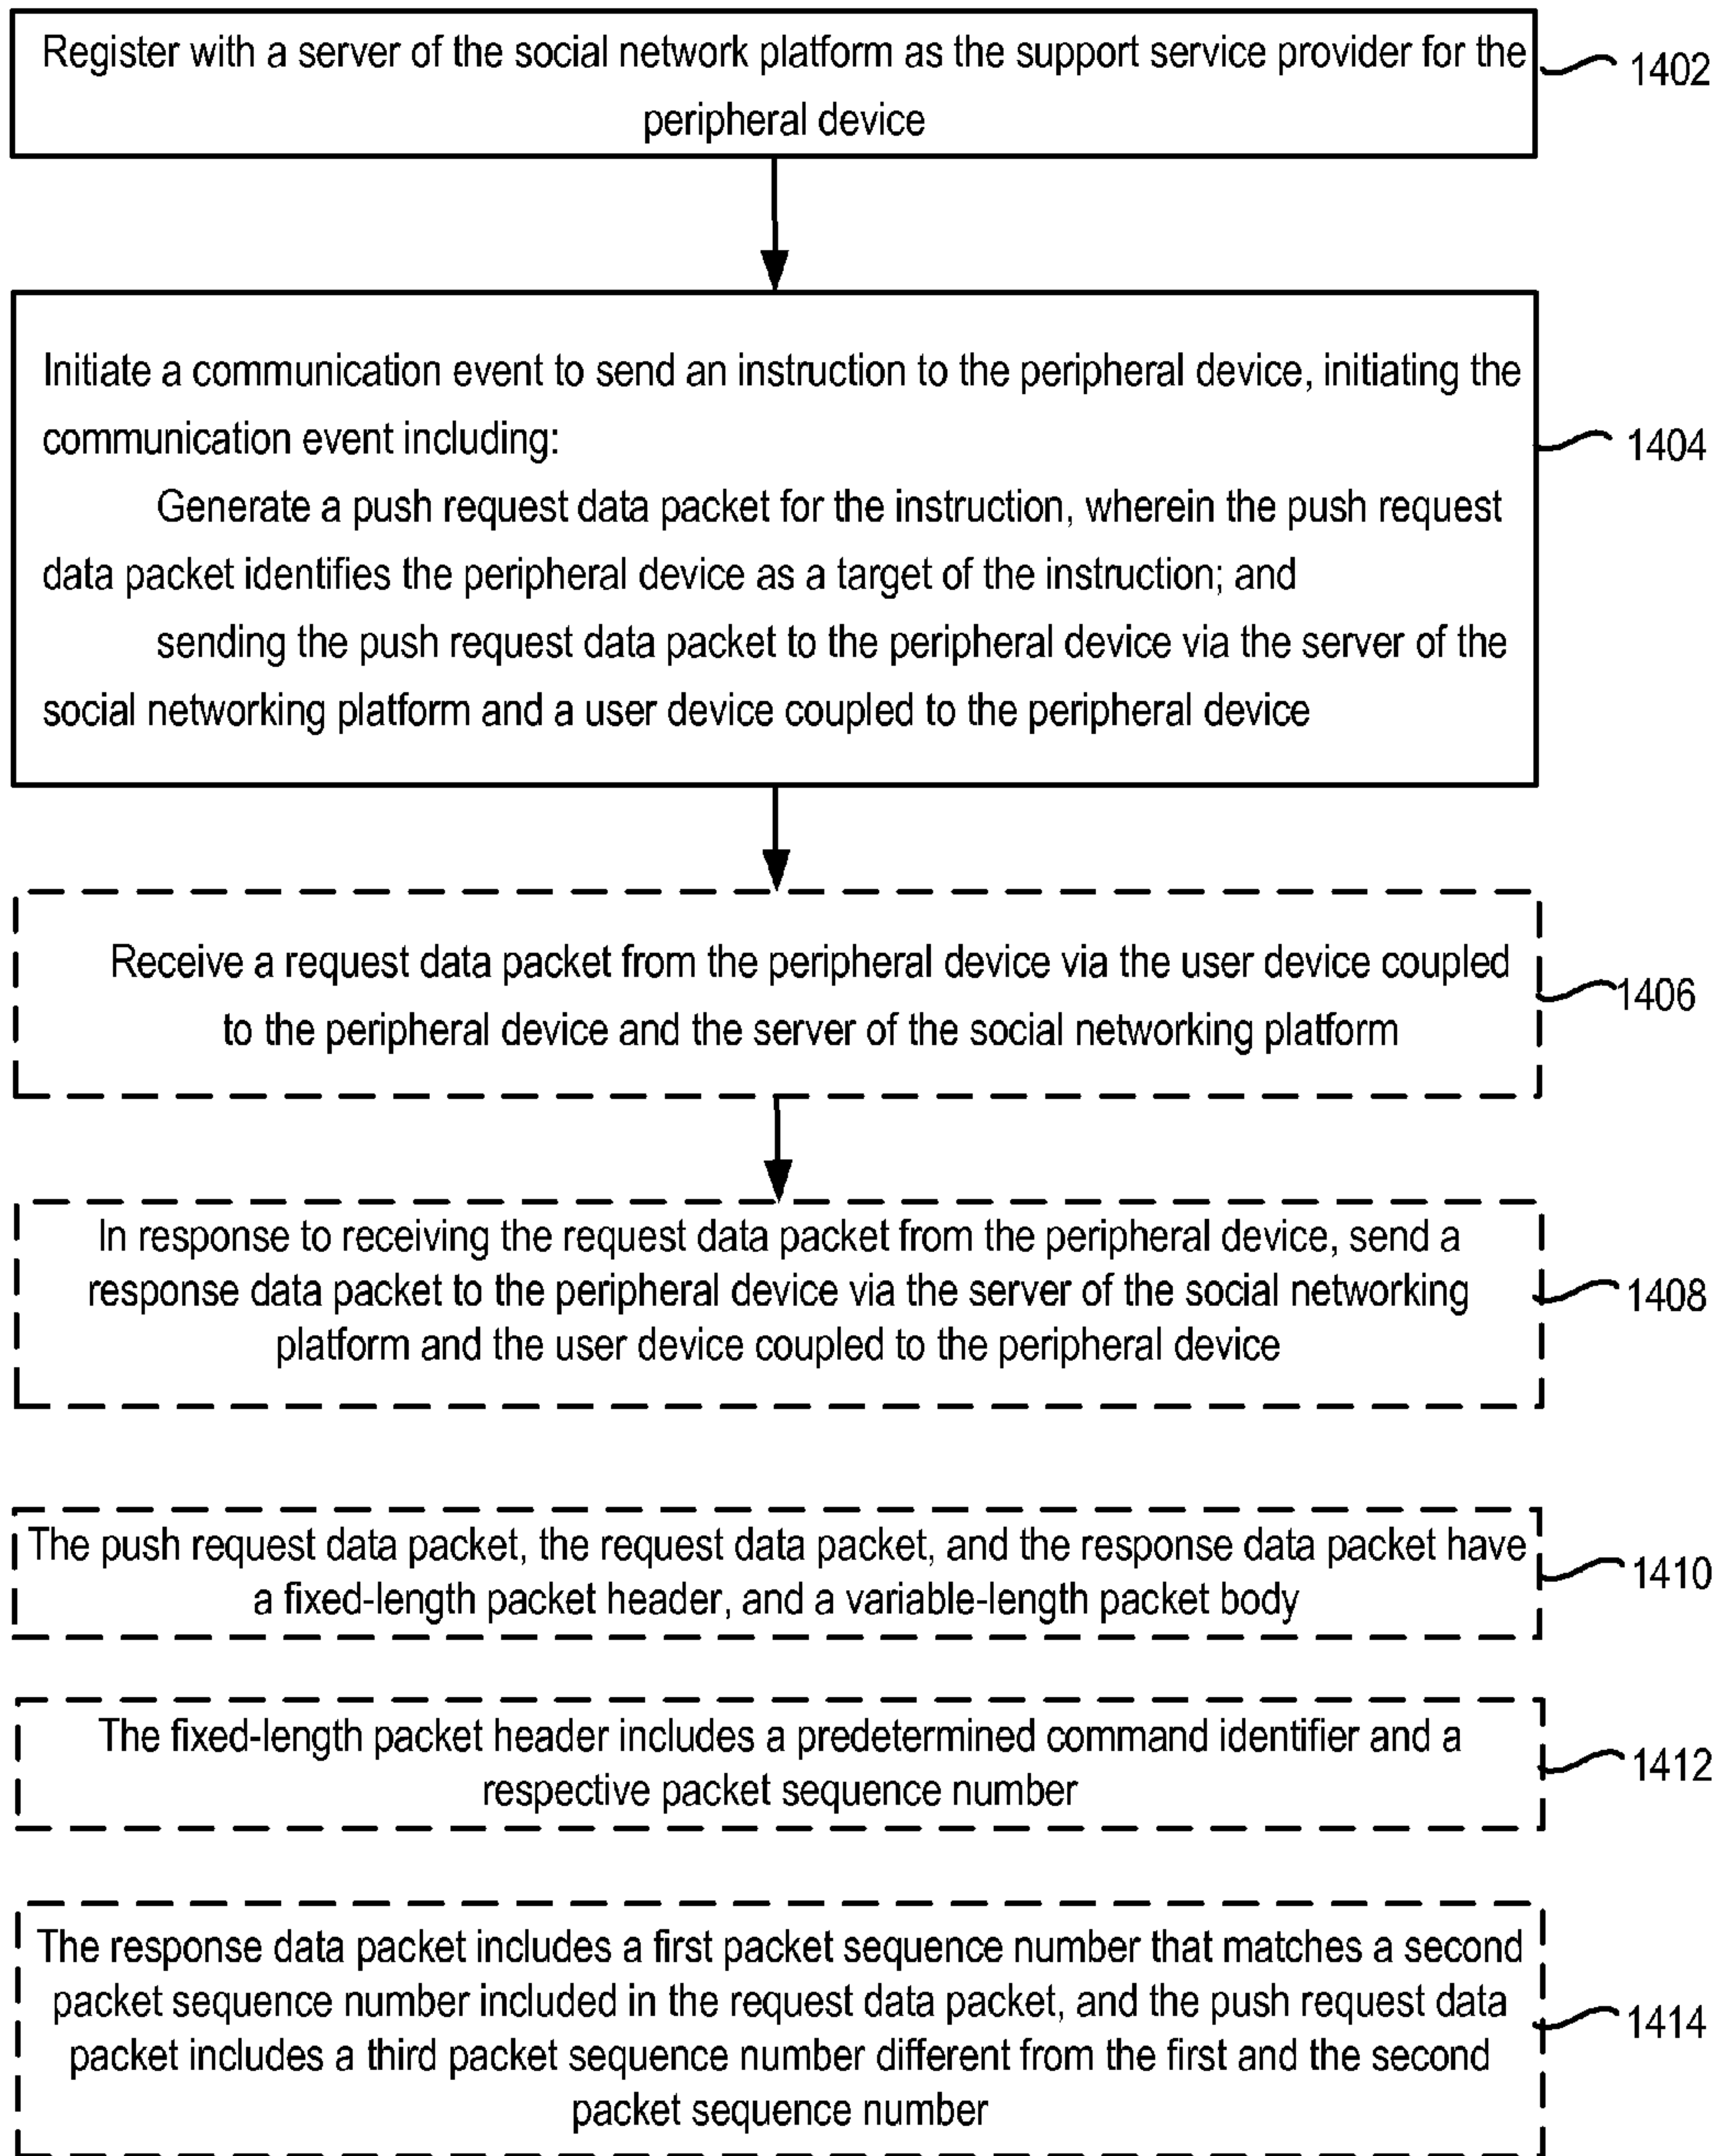 Register with a server of the social network platform as the support service provider for the
peripheral device
1402
Initiate a communication event to send an instruction to the peripheral device, initiating the
communication event including:
Generate a push request data packet for the instruction, wherein the push request
data packet identifies the peripheral device as a target of the instruction; and
sending the push request data packet to the peripheral device via the server of the
social networking platform and a user device coupled to the peripheral device
1404
Receive a request data packet from the peripheral device via the user device coupled
to the peripheral device and the server of the social networking platform
1406
In response to receiving the request data packet from the peripheral device, send a
response data packet to the peripheral device via the server of the social networking
platform and the user device coupled to the peripheral device
1408
The push request data packet, the request data packet, and the response data packet have
a fixed-length packet header, and a variable-length packet body
1410
The fixed-length packet header includes a predetermined command identifier and a
respective packet sequence number
1412
The response data packet includes a first packet sequence number that matches a second
packet sequence number included in the request data packet, and the push request data
packet includes a third packet sequence number different from the first and the second
packet sequence number
1414